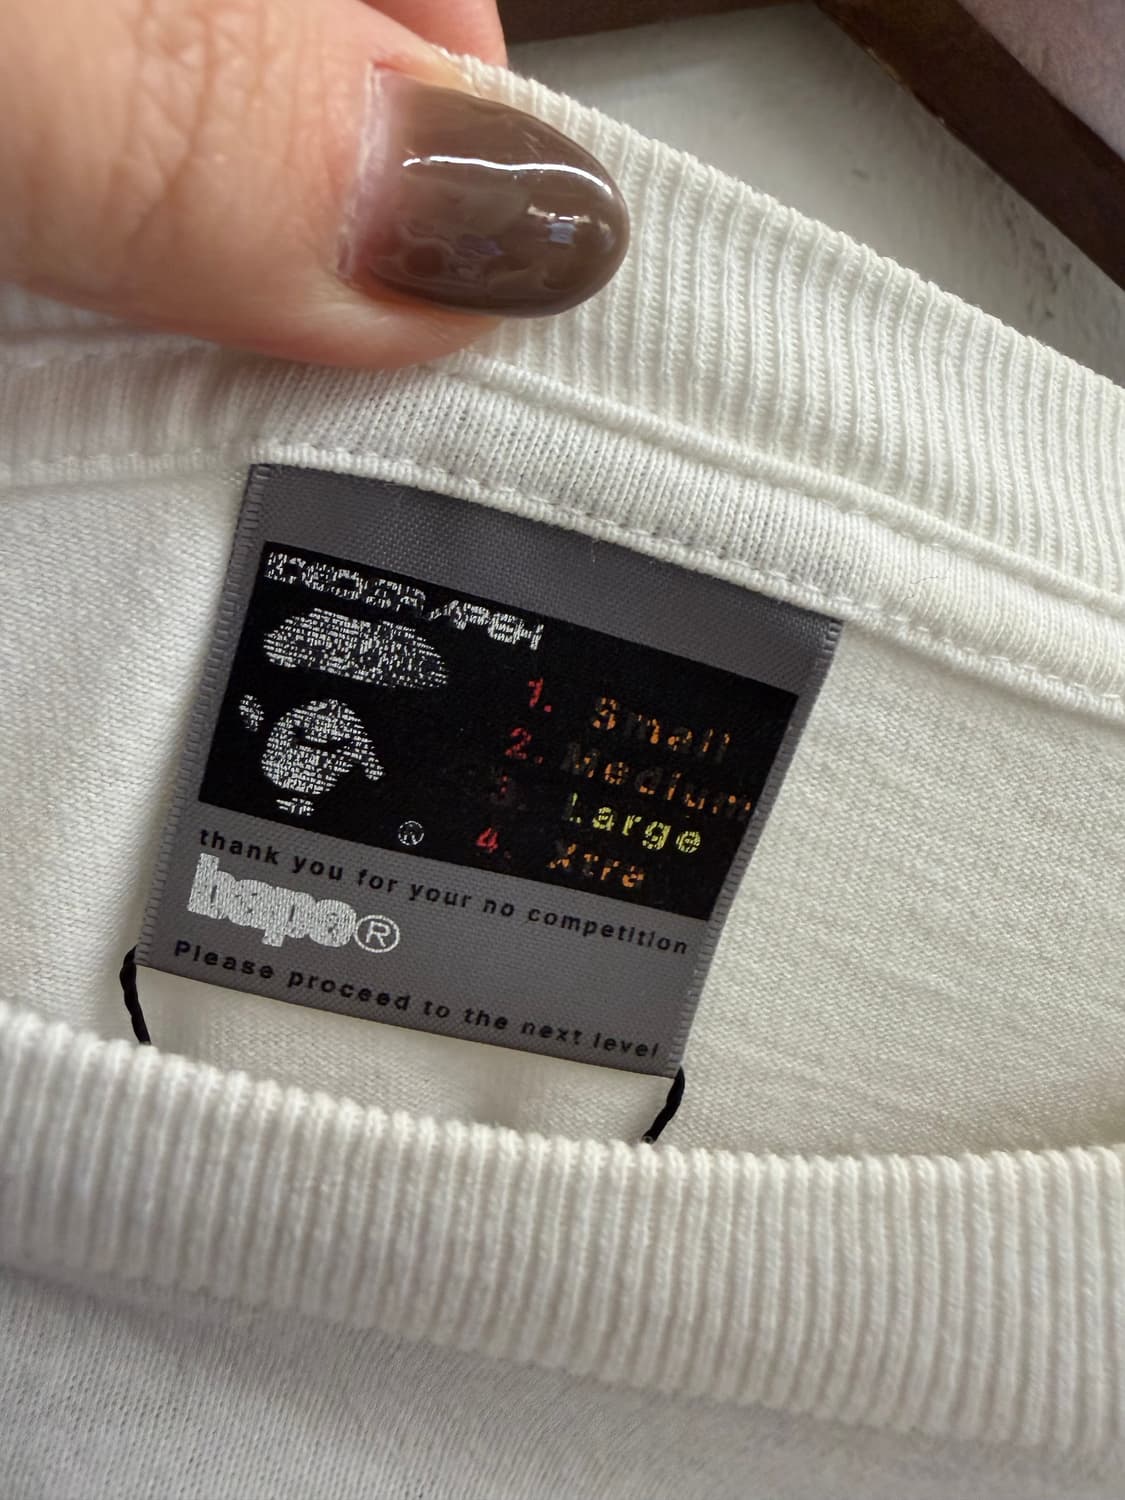 1. Small
2. Medium
3. Large
4. Xtra
®
thank you for your no competition
bape®
Please proceed to the next level